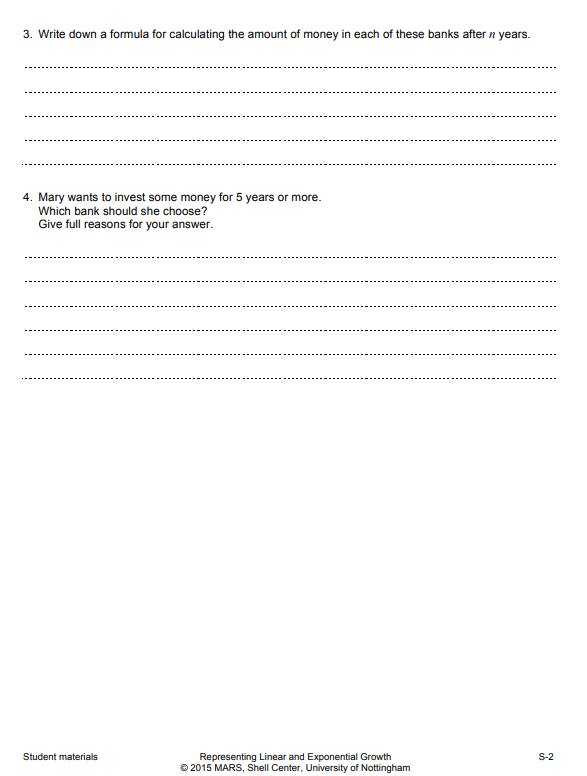 3. Write down a formula for calculating the amount of money in each of these banks after n years.
4. Mary wants to invest some money for 5 years or more.
Which bank should she choose?
Give full reasons for your answer.
Student materials Representing Linear and Exponential Growth S-2
© 2015 MARS, Shell Center, University of Nottingham